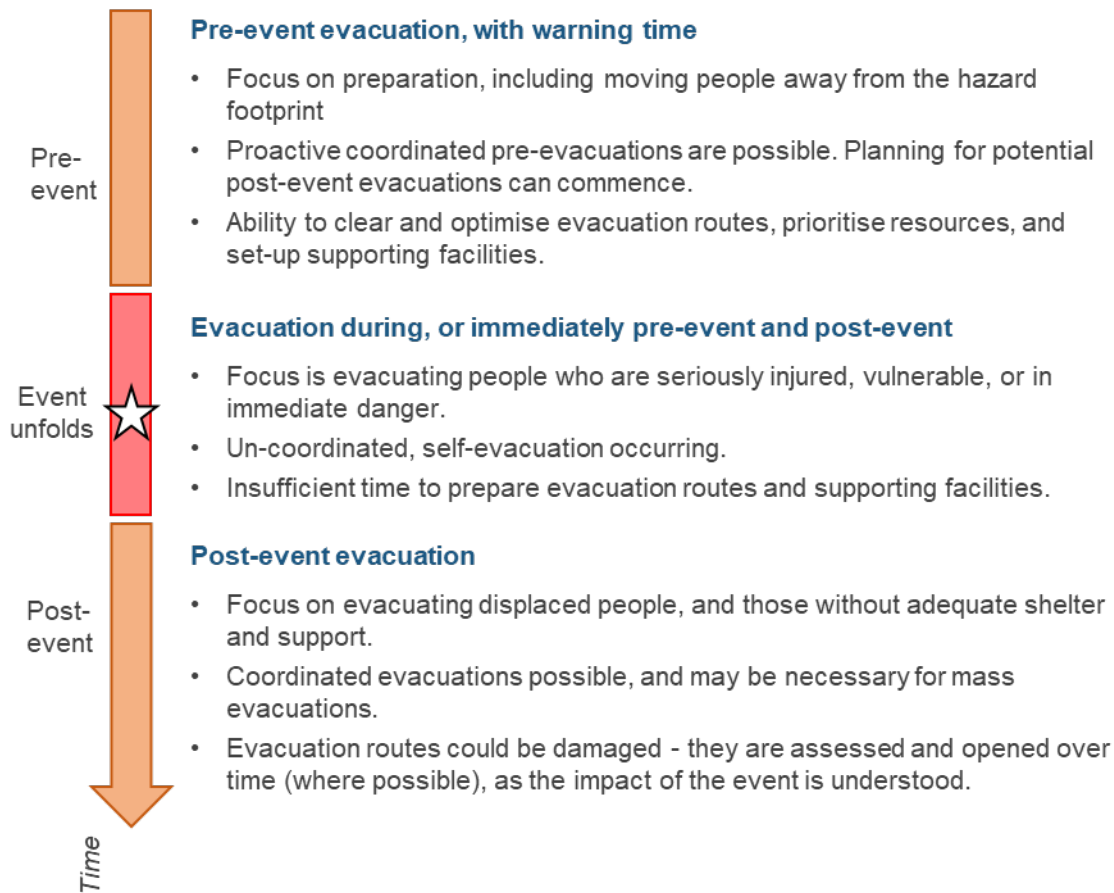 Pre-event evacuation, with warning time
• Focus on preparation, including moving people away from the hazard
footprint
• Proactive coordinated pre-evacuations are possible. Planning for potential
post-event evacuations can commence.
• Ability to clear and optimise evacuation routes, prioritise resources, and
set-up supporting facilities.
Pre-
event
Evacuation during, or immediately pre-event and post-event
• Focus is evacuating people who are seriously injured, vulnerable, or in
immediate danger.
• Un-coordinated, self-evacuation occurring.
• Insufficient time to prepare evacuation routes and supporting facilities.
Event
unfolds
Post-event evacuation
• Focus on evacuating displaced people, and those without adequate shelter
and support.
• Coordinated evacuations possible, and may be necessary for mass
evacuations.
• Evacuation routes could be damaged - they are assessed and opened over
time (where possible), as the impact of the event is understood.
Post-
event
Time